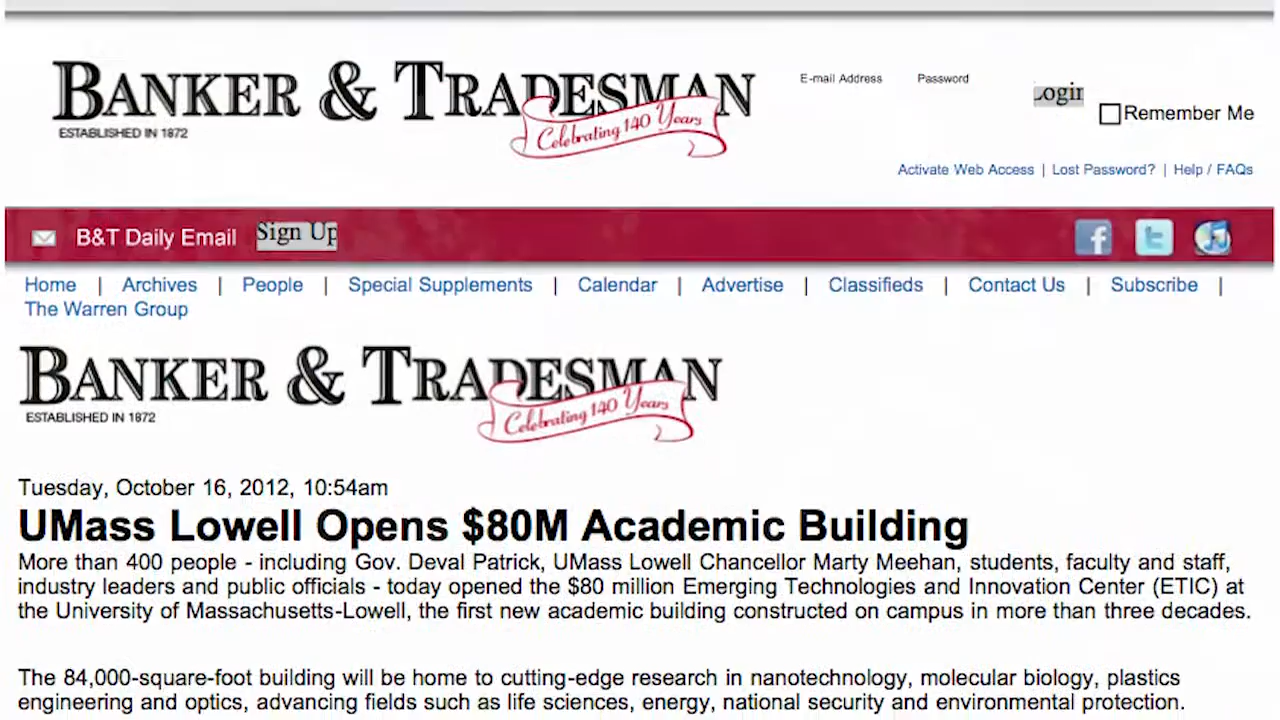 BANKER & TRADESMAN
ESTABLISHED IN 1872
Celebrating 140 Years
E-mail Address Password
Login
Remember Me
Activate Web Access | Lost Password? | Help / FAQs
B&T Daily Email Sign Up
Home | Archives | People | Special Supplements | Calendar | Advertise | Classifieds | Contact Us | Subscribe |
The Warren Group
BANKER & TRADESMAN
ESTABLISHED IN 1872
Celebrating 140 Years
Tuesday, October 16, 2012, 10:54am
UMass Lowell Opens $80M Academic Building
More than 400 people - including Gov. Deval Patrick, UMass Lowell Chancellor Marty Meehan, students, faculty and staff,
industry leaders and public officials - today opened the $80 million Emerging Technologies and Innovation Center (ETIC) at
the University of Massachusetts-Lowell, the first new academic building constructed on campus in more than three decades.
The 84,000-square-foot building will be home to cutting-edge research in nanotechnology, molecular biology, plastics
engineering and optics, advancing fields such as life sciences, energy, national security and environmental protection.